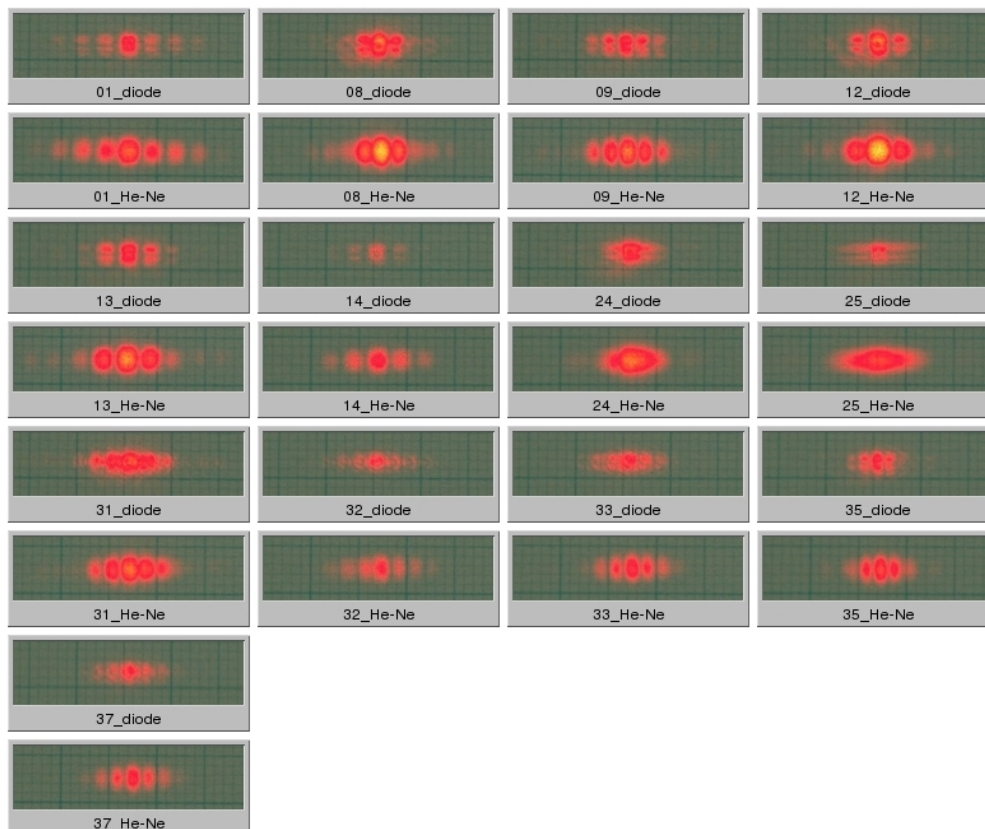 01_diode 08_diode 09_diode 12_diode
01_He-Ne 08_He-Ne 09_He-Ne 12_He-Ne
13_diode 14_diode 24_diode 25_diode
13_He-Ne 14_He-Ne 24_He-Ne 25_He-Ne
31_diode 32_diode 33_diode 35_diode
31_He-Ne 32_He-Ne 33_He-Ne 35_He-Ne
37_diode
37_He-Ne